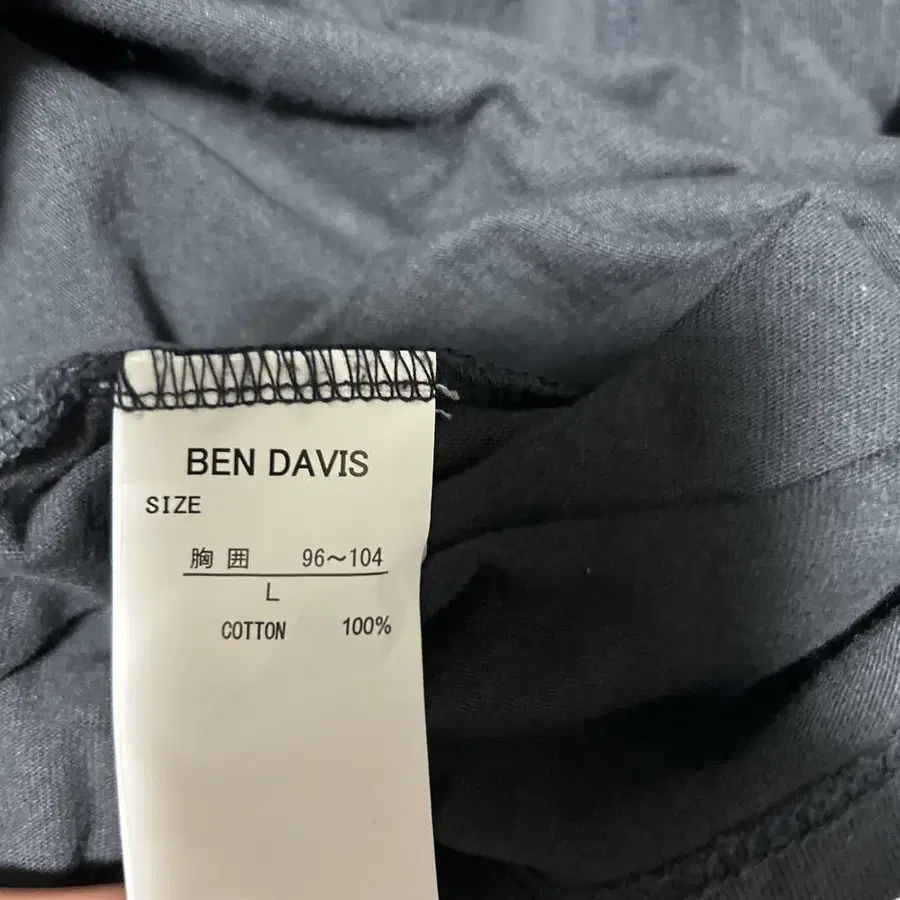 BEN DAVIS
SIZE
胸囲 96～104
L
COTTON 100%